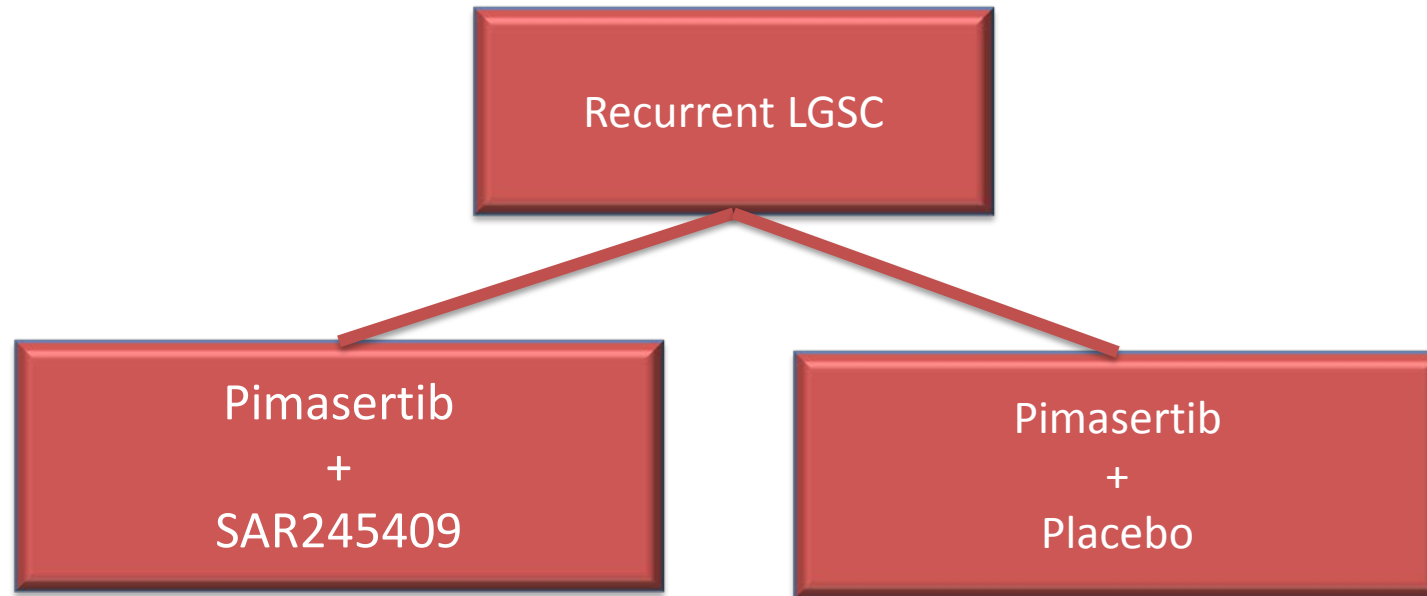 Recurrent LGSC
Pimasertib
+
SAR245409
Pimasertib
+
Placebo